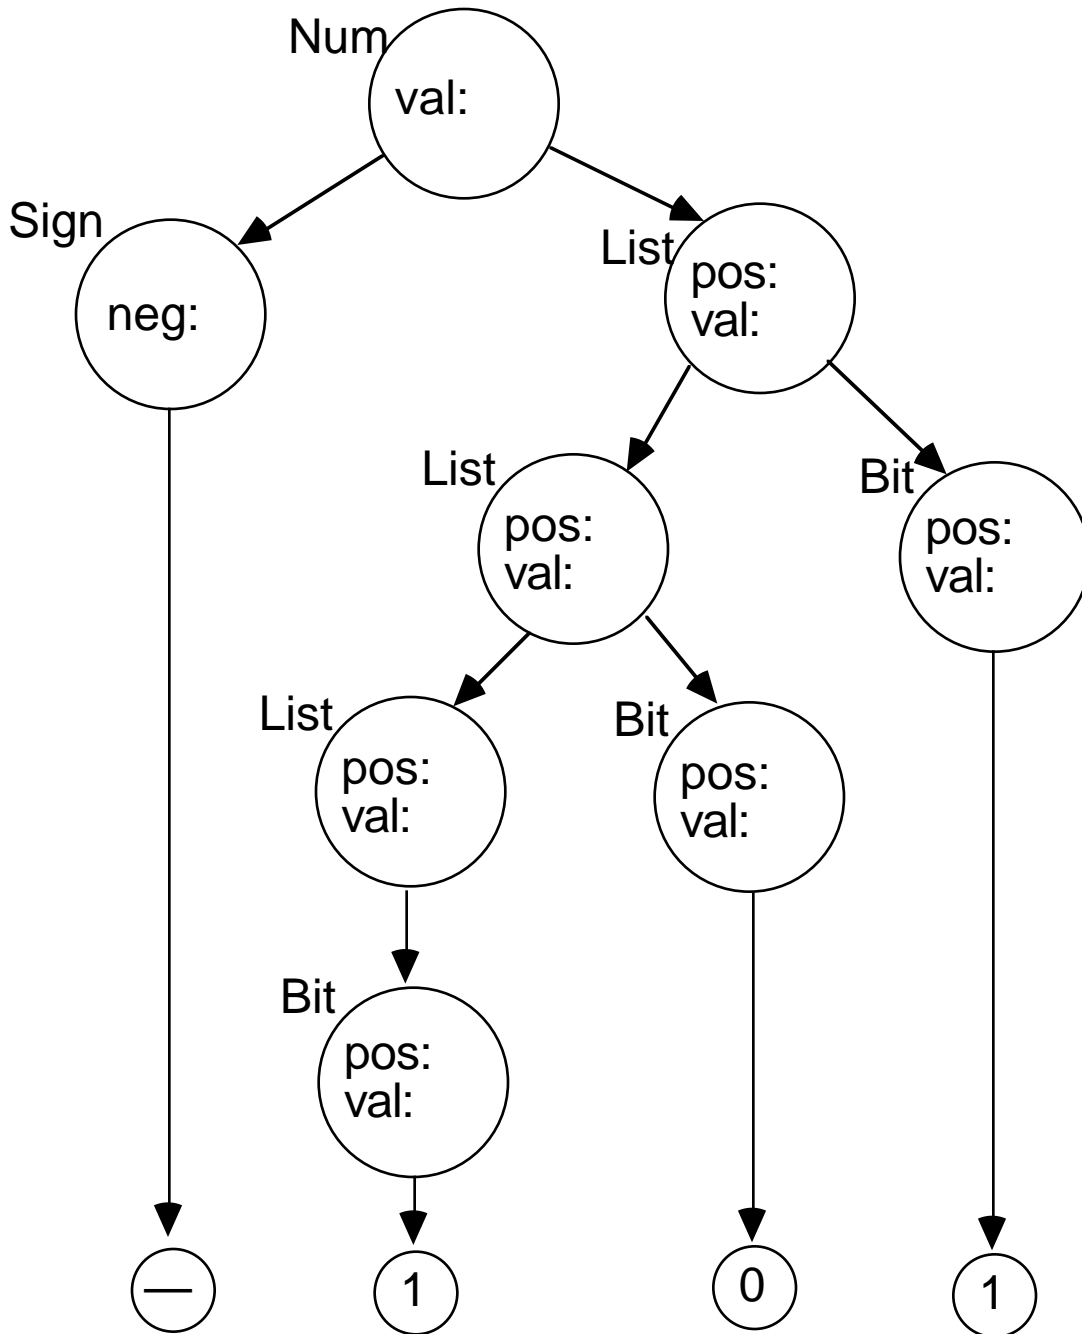 Num
val:
Sign
neg:
List
pos:
val:
List
pos:
val:
Bit
pos:
val:
List
pos:
val:
Bit
pos:
val:
Bit
pos:
val:
—
1
0
1